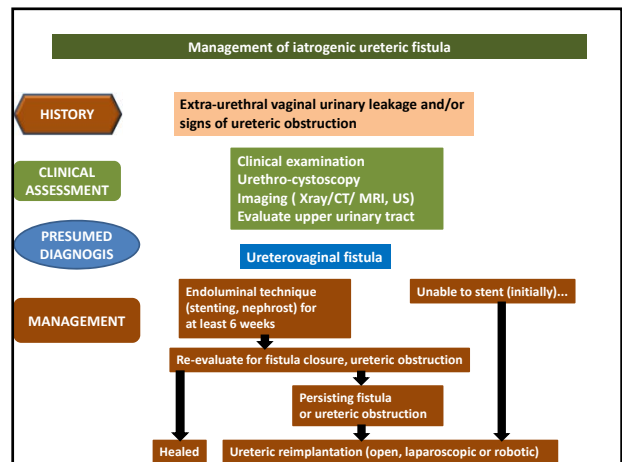 Management of iatrogenic ureteric fistula
HISTORY
Extra-urethral vaginal urinary leakage and/or
signs of ureteric obstruction
CLINICAL
ASSESSMENT
Clinical examination
Urethro-cystoscopy
Imaging ( Xray/CT/ MRI, US)
Evaluate upper urinary tract
PRESUMED
DIAGNOGIS
Ureterovaginal fistula
MANAGEMENT
Endoluminal technique
(stenting, nephrost) for
at least 6 weeks
Unable to stent (initially)...
Re-evaluate for fistula closure, ureteric obstruction
Persisting fistula
or ureteric obstruction
Healed
Ureteric reimplantation (open, laparoscopic or robotic)